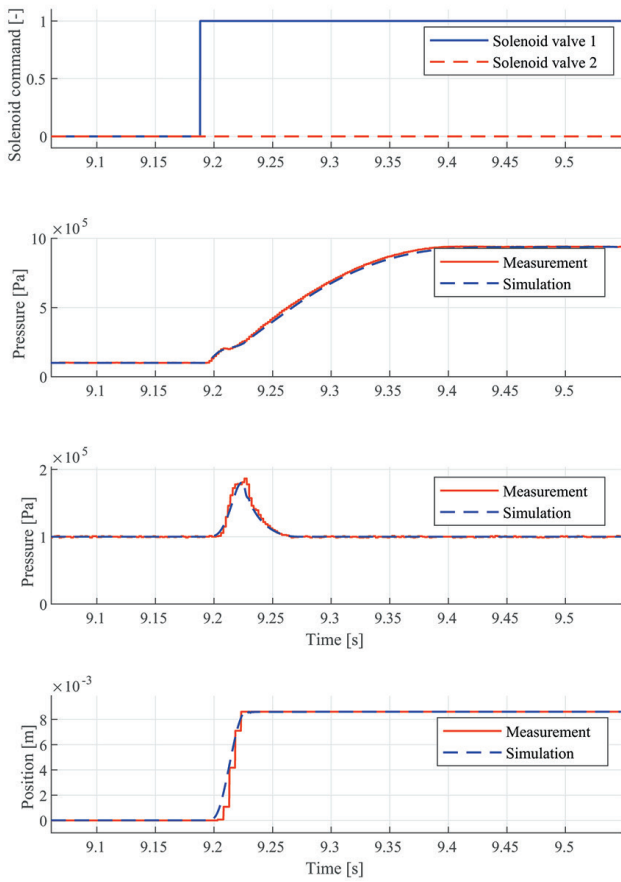 Solenoid command [-]
1
0.5
0
Solenoid valve 1
Solenoid valve 2
9.1 9.15 9.2 9.25 9.3 9.35 9.4 9.45 9.5
×10^5
Pressure [Pa]
10
5
0
Measurement
Simulation
9.1 9.15 9.2 9.25 9.3 9.35 9.4 9.45 9.5
×10^5
Pressure [Pa]
2
1
0
Measurement
Simulation
9.1 9.15 9.2 9.25 9.3 9.35 9.4 9.45 9.5
Time [s]
×10^-3
Position [m]
8
6
4
2
0
Measurement
Simulation
9.1 9.15 9.2 9.25 9.3 9.35 9.4 9.45 9.5
Time [s]